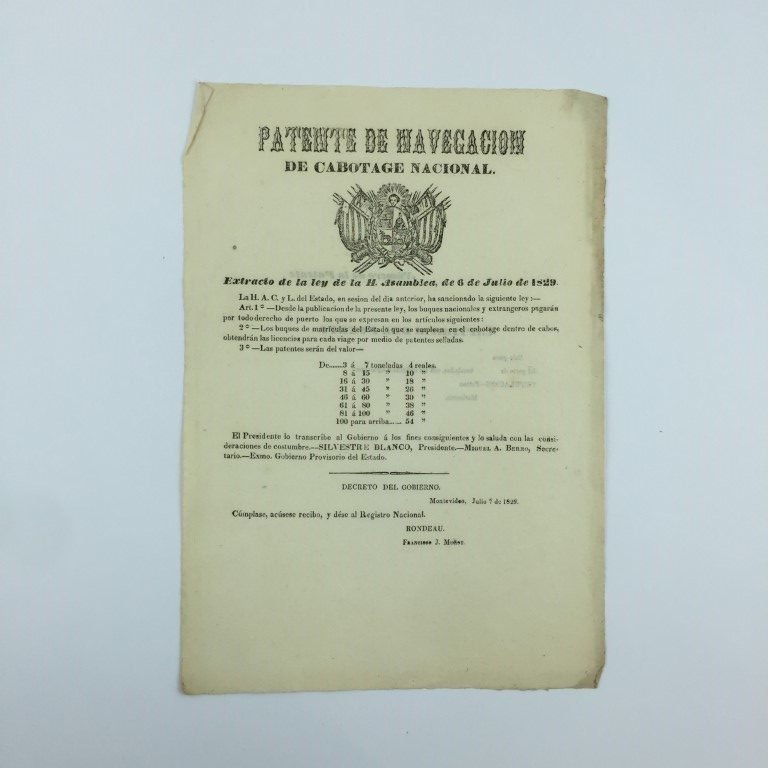 PATENTE DE NAVEGACION
DE CABOTAGE NACIONAL.
Extracto de la ley de la H. Asamblea, de 6 de Julio de 1829.
La H. A. C. y L. del Estado, en sesion del dia anterior, ha sancionado la siguiente ley:—
Art. 1° —Desde la publicacion de la presente ley, los buques nacionales y extrangeros pagarán
por todo derecho de puerto los que se expresan en los artículos siguientes:
2° —Los buques de matrículas del Estado que se empleen en el cabotage dentro de cabos,
obtendrán las licencias para cada viage por medio de patentes selladas.
3° —Las patentes serán del valor—
De......3 á 7 toneladas 4 reales.
8 á 15 " 10 "
16 á 30 " 18 "
31 á 45 " 26 "
46 á 60 " 30 "
61 á 80 " 38 "
81 á 100 " 46 "
100 para arriba...... 54 "
El Presidente lo transcribe al Gobierno á los fines consiguientes y lo saluda con las consi-
deraciones de costumbre.—SILVESTRE BLANCO, Presidente.—MIGUEL A. BERRO, Secre-
tario.—Exmo. Gobierno Provisorio del Estado.
DECRETO DEL GOBIERNO.
Montevideo, Julio 7 de 1829.
Cúmplase, acúsese recibo, y dése al Registro Nacional.
RONDEAU.
FRANCISCO J. MUÑOZ.